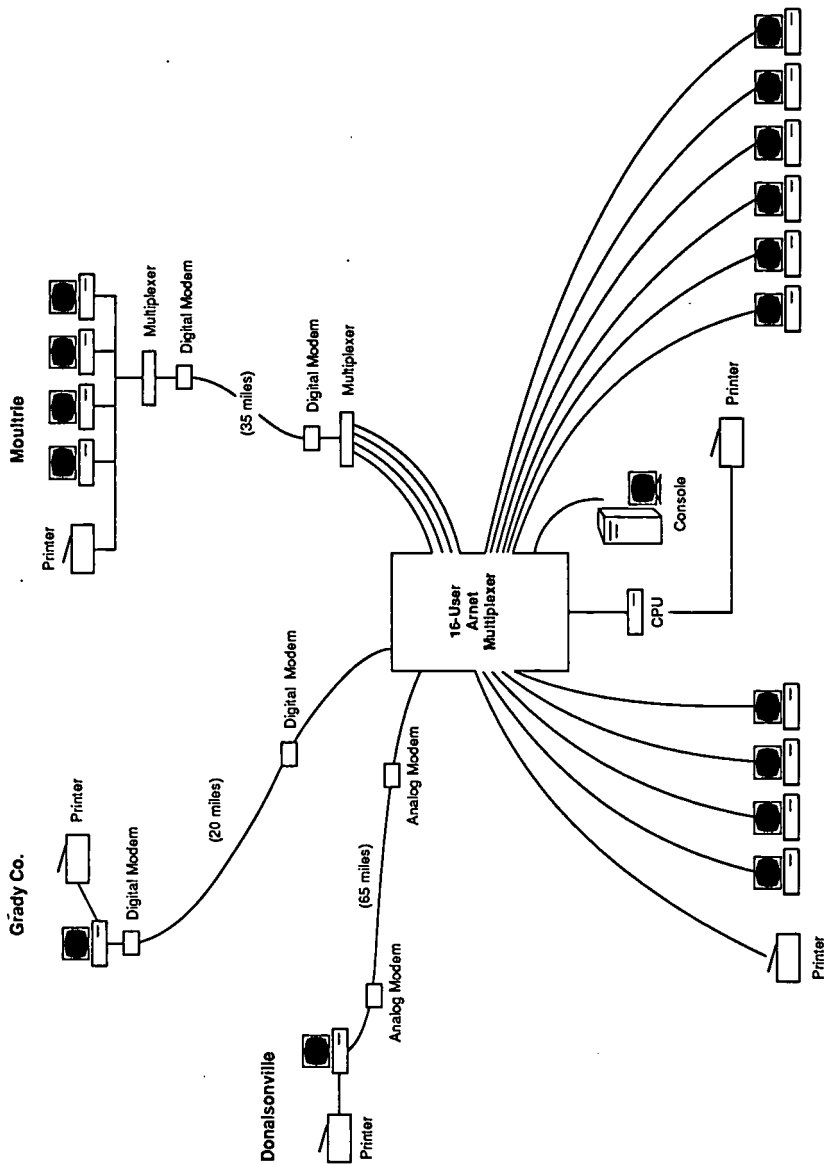 Moultrie
Printer
Multiplexer
Digital Modem
(35 miles)
Digital Modem
Multiplexer
Grady Co.
Printer
Digital Modem
(20 miles)
Digital Modem
Donalsonville
Printer
Analog Modem
(65 miles)
Analog Modem
16-User
Arnet
Multiplexer
Console
CPU
Printer
Printer